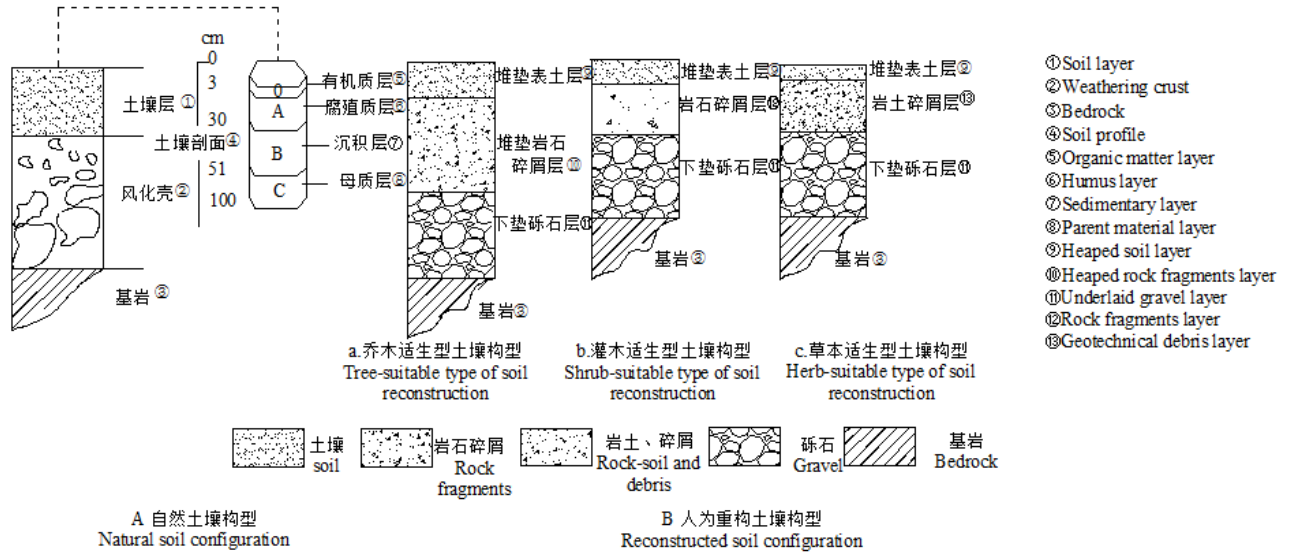 cm
0
3
30
51
100
土壤层①
土壤剖面④
风化壳②
基岩③
O
A
B
C
有机质层⑤
腐殖质层⑥
沉积层⑦
母质层⑧
堆垫表土层⑨
堆垫岩石
碎屑层⑩
下垫砾石层⑪
基岩③
堆垫表土层⑨
岩石碎屑层⑫
下垫砾石层⑪
基岩③
堆垫表土层⑨
岩土碎屑层⑬
下垫砾石层⑪
基岩③
①Soil layer
②Weathering crust
③Bedrock
④Soil profile
⑤Organic matter layer
⑥Humus layer
⑦Sedimentary layer
⑧Parent material layer
⑨Heaped soil layer
⑩Heaped rock fragments layer
⑪Underlaid gravel layer
⑫Rock fragments layer
⑬Geotechnical debris layer
a.乔木适生型土壤构型
Tree-suitable type of soil
reconstruction
b.灌木适生型土壤构型
Shrub-suitable type of soil
reconstruction
c.草本适生型土壤构型
Herb-suitable type of soil
reconstruction
土壤
soil
岩石碎屑
Rock
fragments
岩土、碎屑
Rock-soil and
debris
砾石
Gravel
基岩
Bedrock
A 自然土壤构型
Natural soil configuration
B 人为重构土壤构型
Reconstructed soil configuration